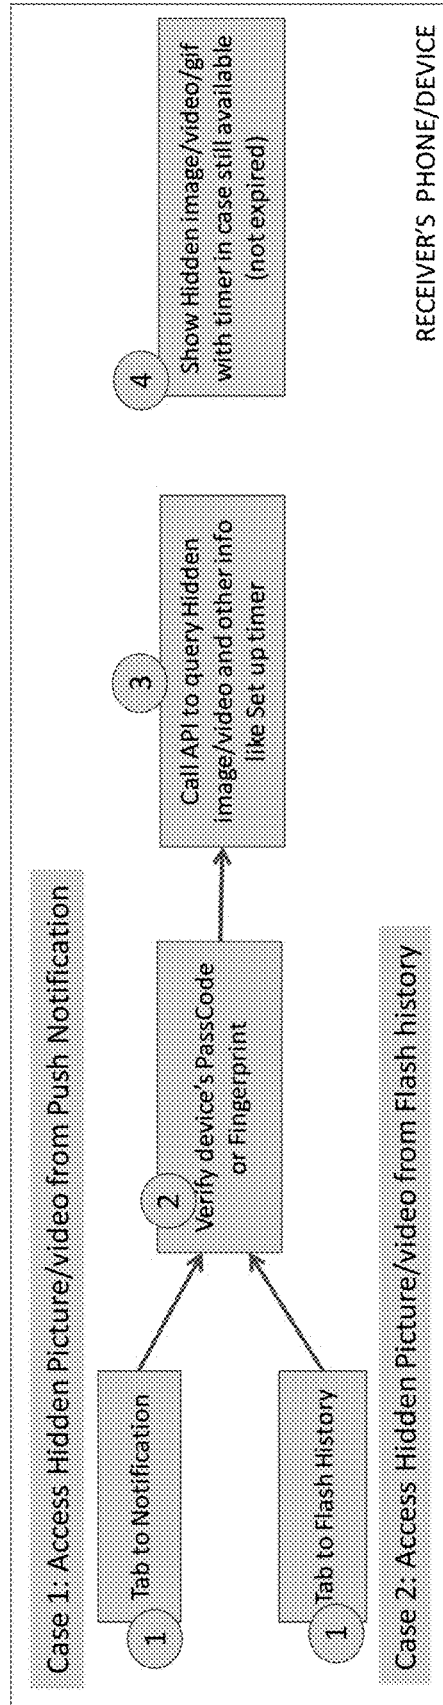 Case 1: Access Hidden Picture/video from Push Notification
1
Tab to Notification
1
Tab to Flash History
2
Verify device's PassCode
or Fingerprint
3
Call API to query Hidden
image/video and other info
like Set up timer
4
Show Hidden image/video/gif
with timer in case still available
(not expired)
Case 2: Access Hidden Picture/video from Flash history
RECEIVER'S PHONE/DEVICE